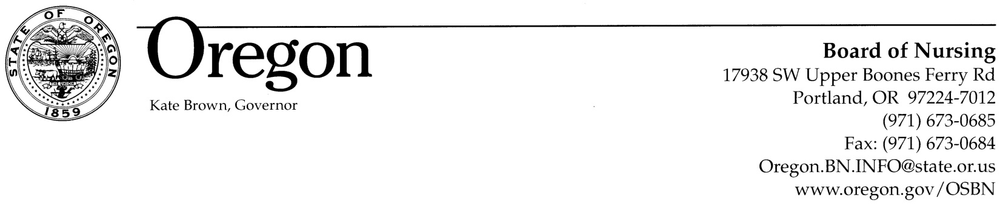 STATE OF OREGON
THE UNION
1859
Oregon
Kate Brown, Governor
Board of Nursing
17938 SW Upper Boones Ferry Rd
Portland, OR 97224-7012
(971) 673-0685
Fax: (971) 673-0684
Oregon.BN.INFO@state.or.us
www.oregon.gov/OSBN